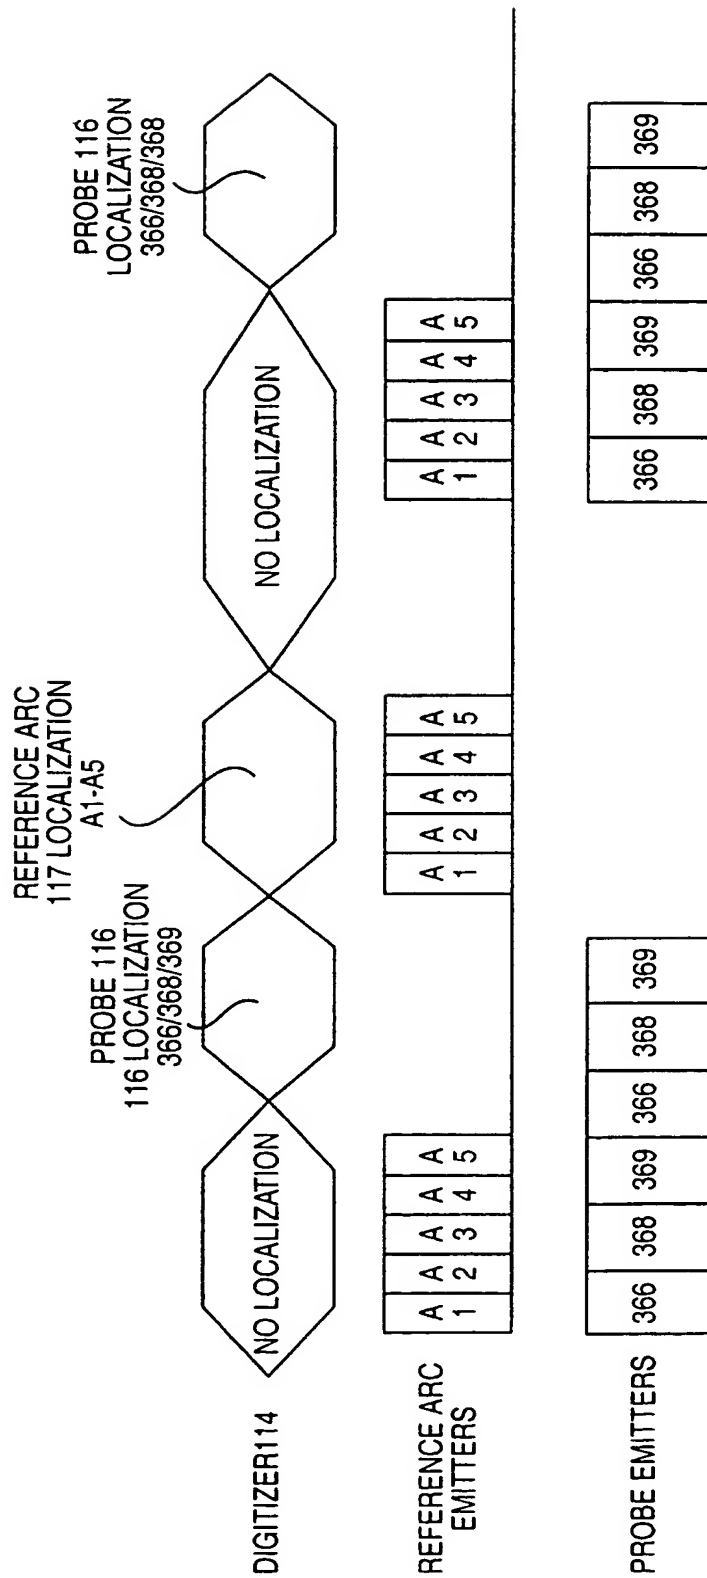 DIGITIZER114
NO LOCALIZATION
PROBE 116
116 LOCALIZATION
366/368/369
REFERENCE ARC
117 LOCALIZATION
A1-A5
NO LOCALIZATION
PROBE 116
LOCALIZATION
366/368/368
REFERENCE ARC
EMITTERS
A A A A A
1 2 3 4 5
A A A A A
1 2 3 4 5
A A A A A
1 2 3 4 5
PROBE EMITTERS
366 368 369 366 368 369
366 368 369 366 368 369